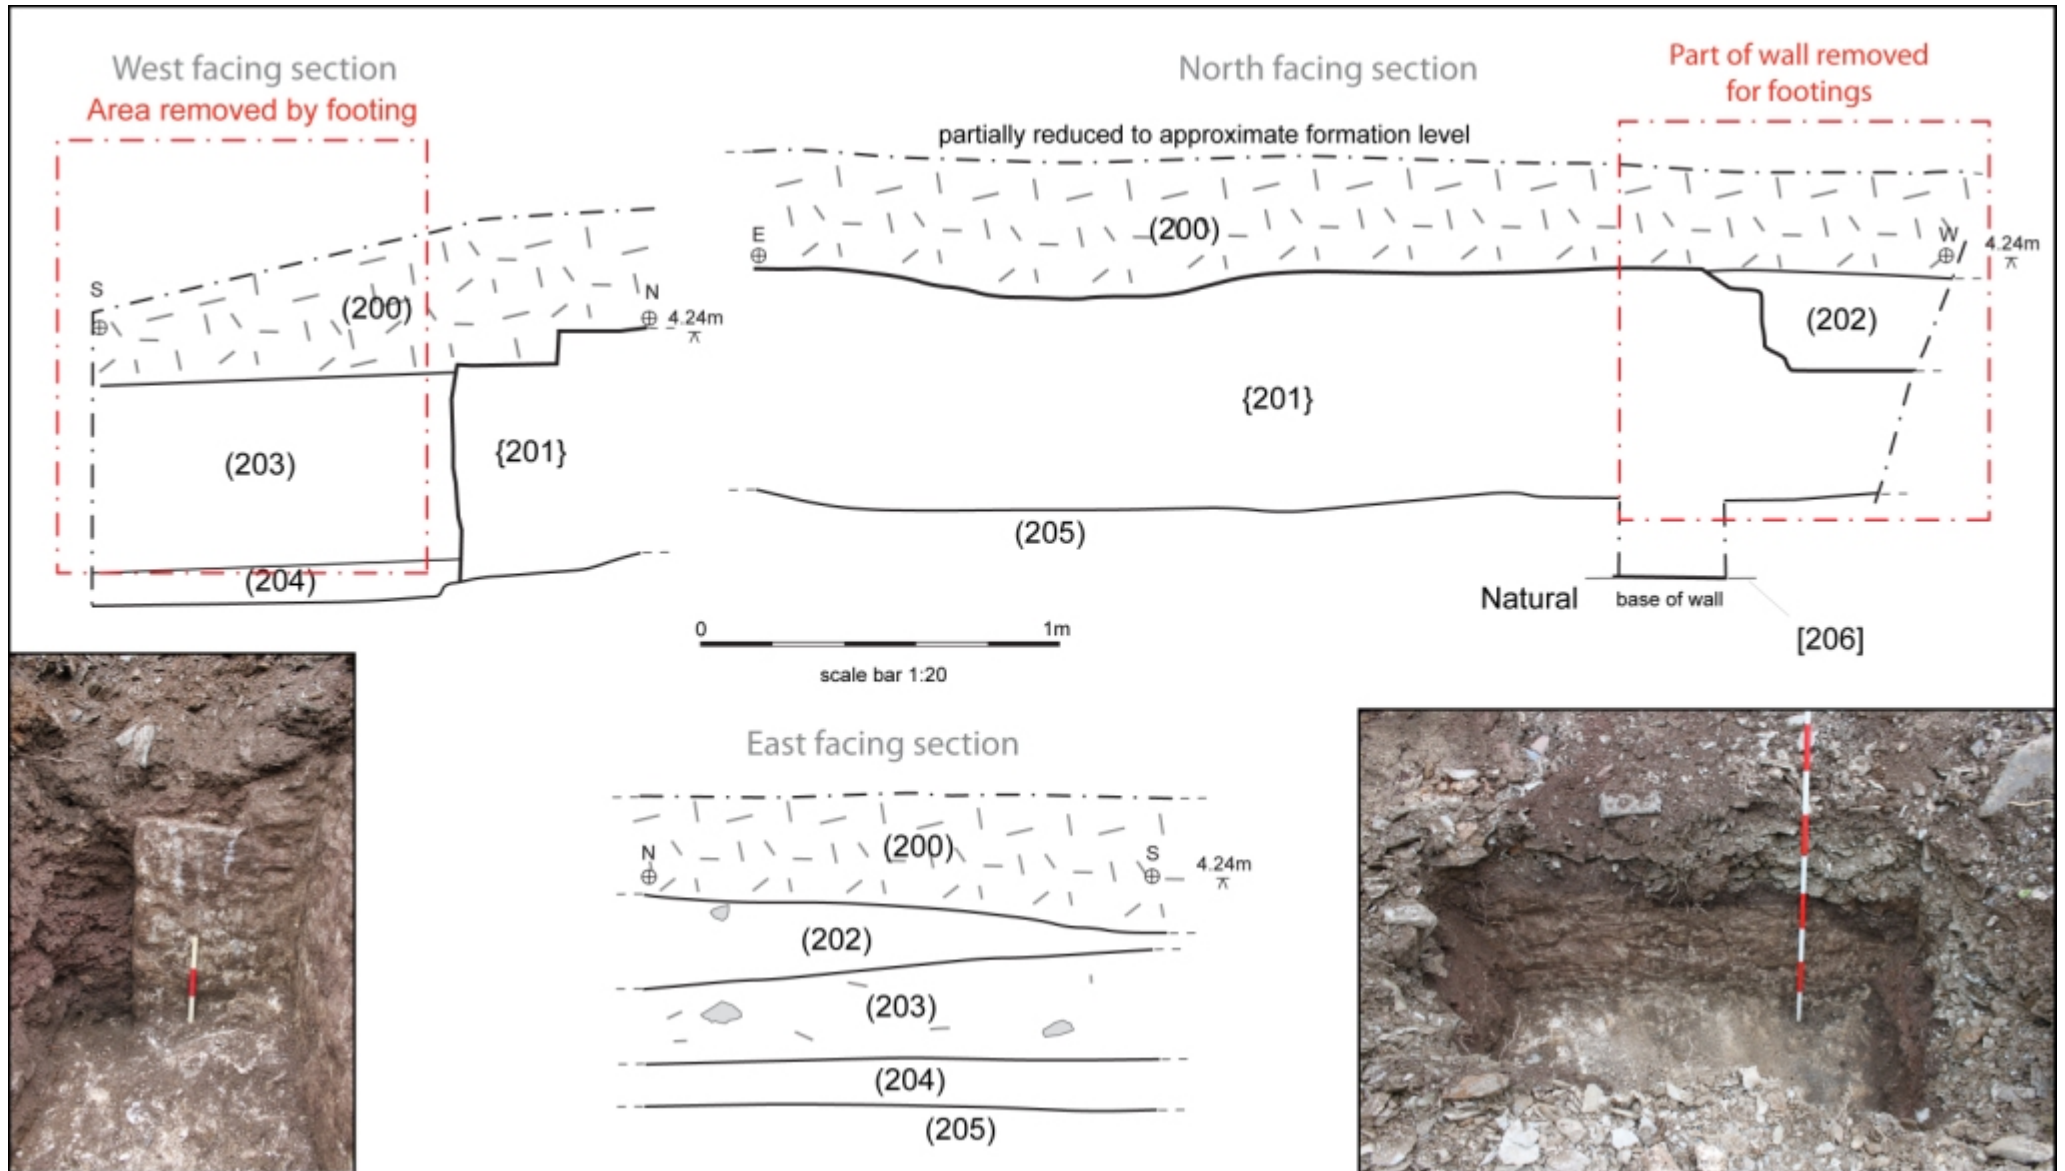 West facing section
Area removed by footing
S
(200)
N
4.24m
(203)
{201}
(204)
North facing section
partially reduced to approximate formation level
Part of wall removed
for footings
E
(200)
W
4.24m
(202)
{201}
(205)
Natural
base of wall
[206]
0
1m
scale bar 1:20
East facing section
(200)
N
S
4.24m
(202)
(203)
(204)
(205)